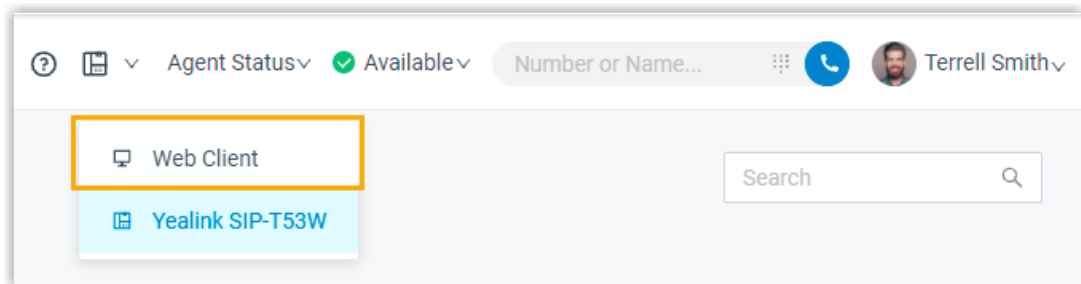 Agent Status Available Number or Name... Terrell Smith
Web Client
Search
Yealink SIP-T53W